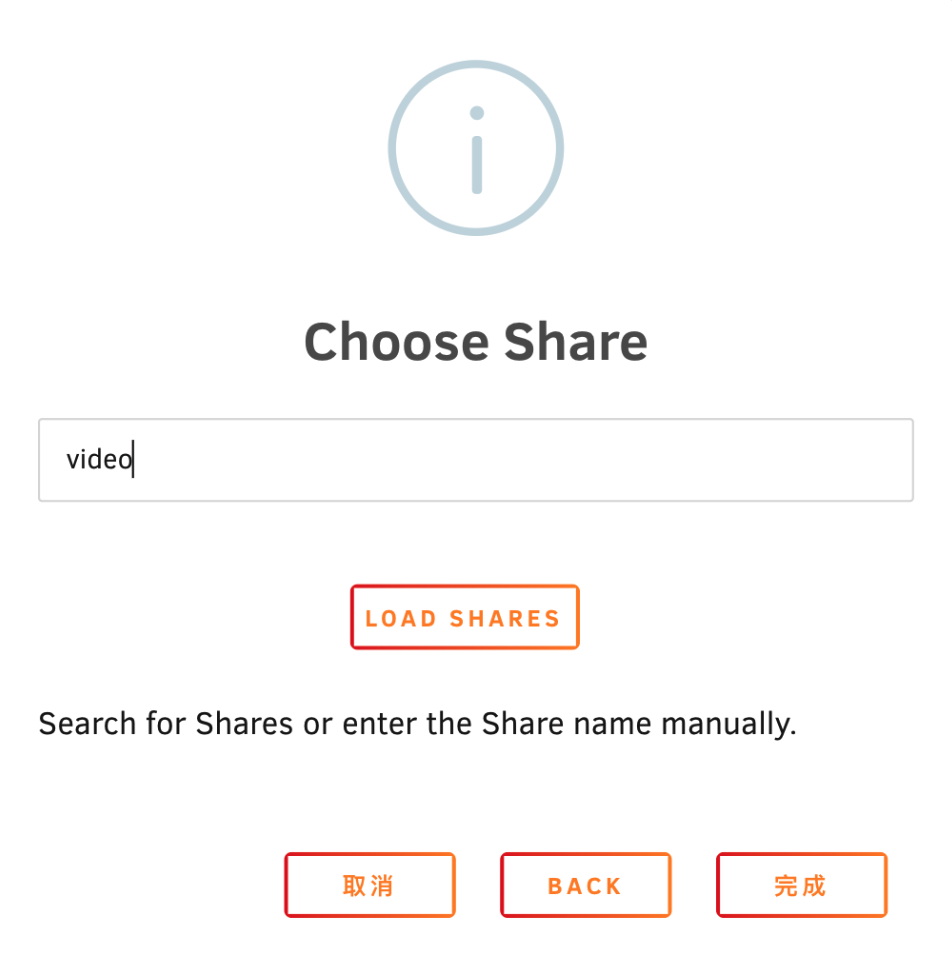 Choose Share
video
LOAD SHARES
Search for Shares or enter the Share name manually.
取消
BACK
完成